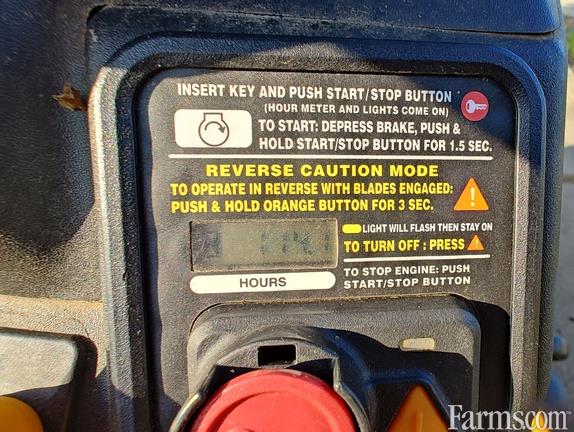 INSERT KEY AND PUSH START/STOP BUTTON
(HOUR METER AND LIGHTS COME ON)
TO START: DEPRESS BRAKE, PUSH &
HOLD START/STOP BUTTON FOR 1.5 SEC.
REVERSE CAUTION MODE
TO OPERATE IN REVERSE WITH BLADES ENGAGED:
PUSH & HOLD ORANGE BUTTON FOR 3 SEC.
LIGHT WILL FLASH THEN STAY ON
TO TURN OFF : PRESS
HOURS
TO STOP ENGINE: PUSH
START/STOP BUTTON
Farms.com